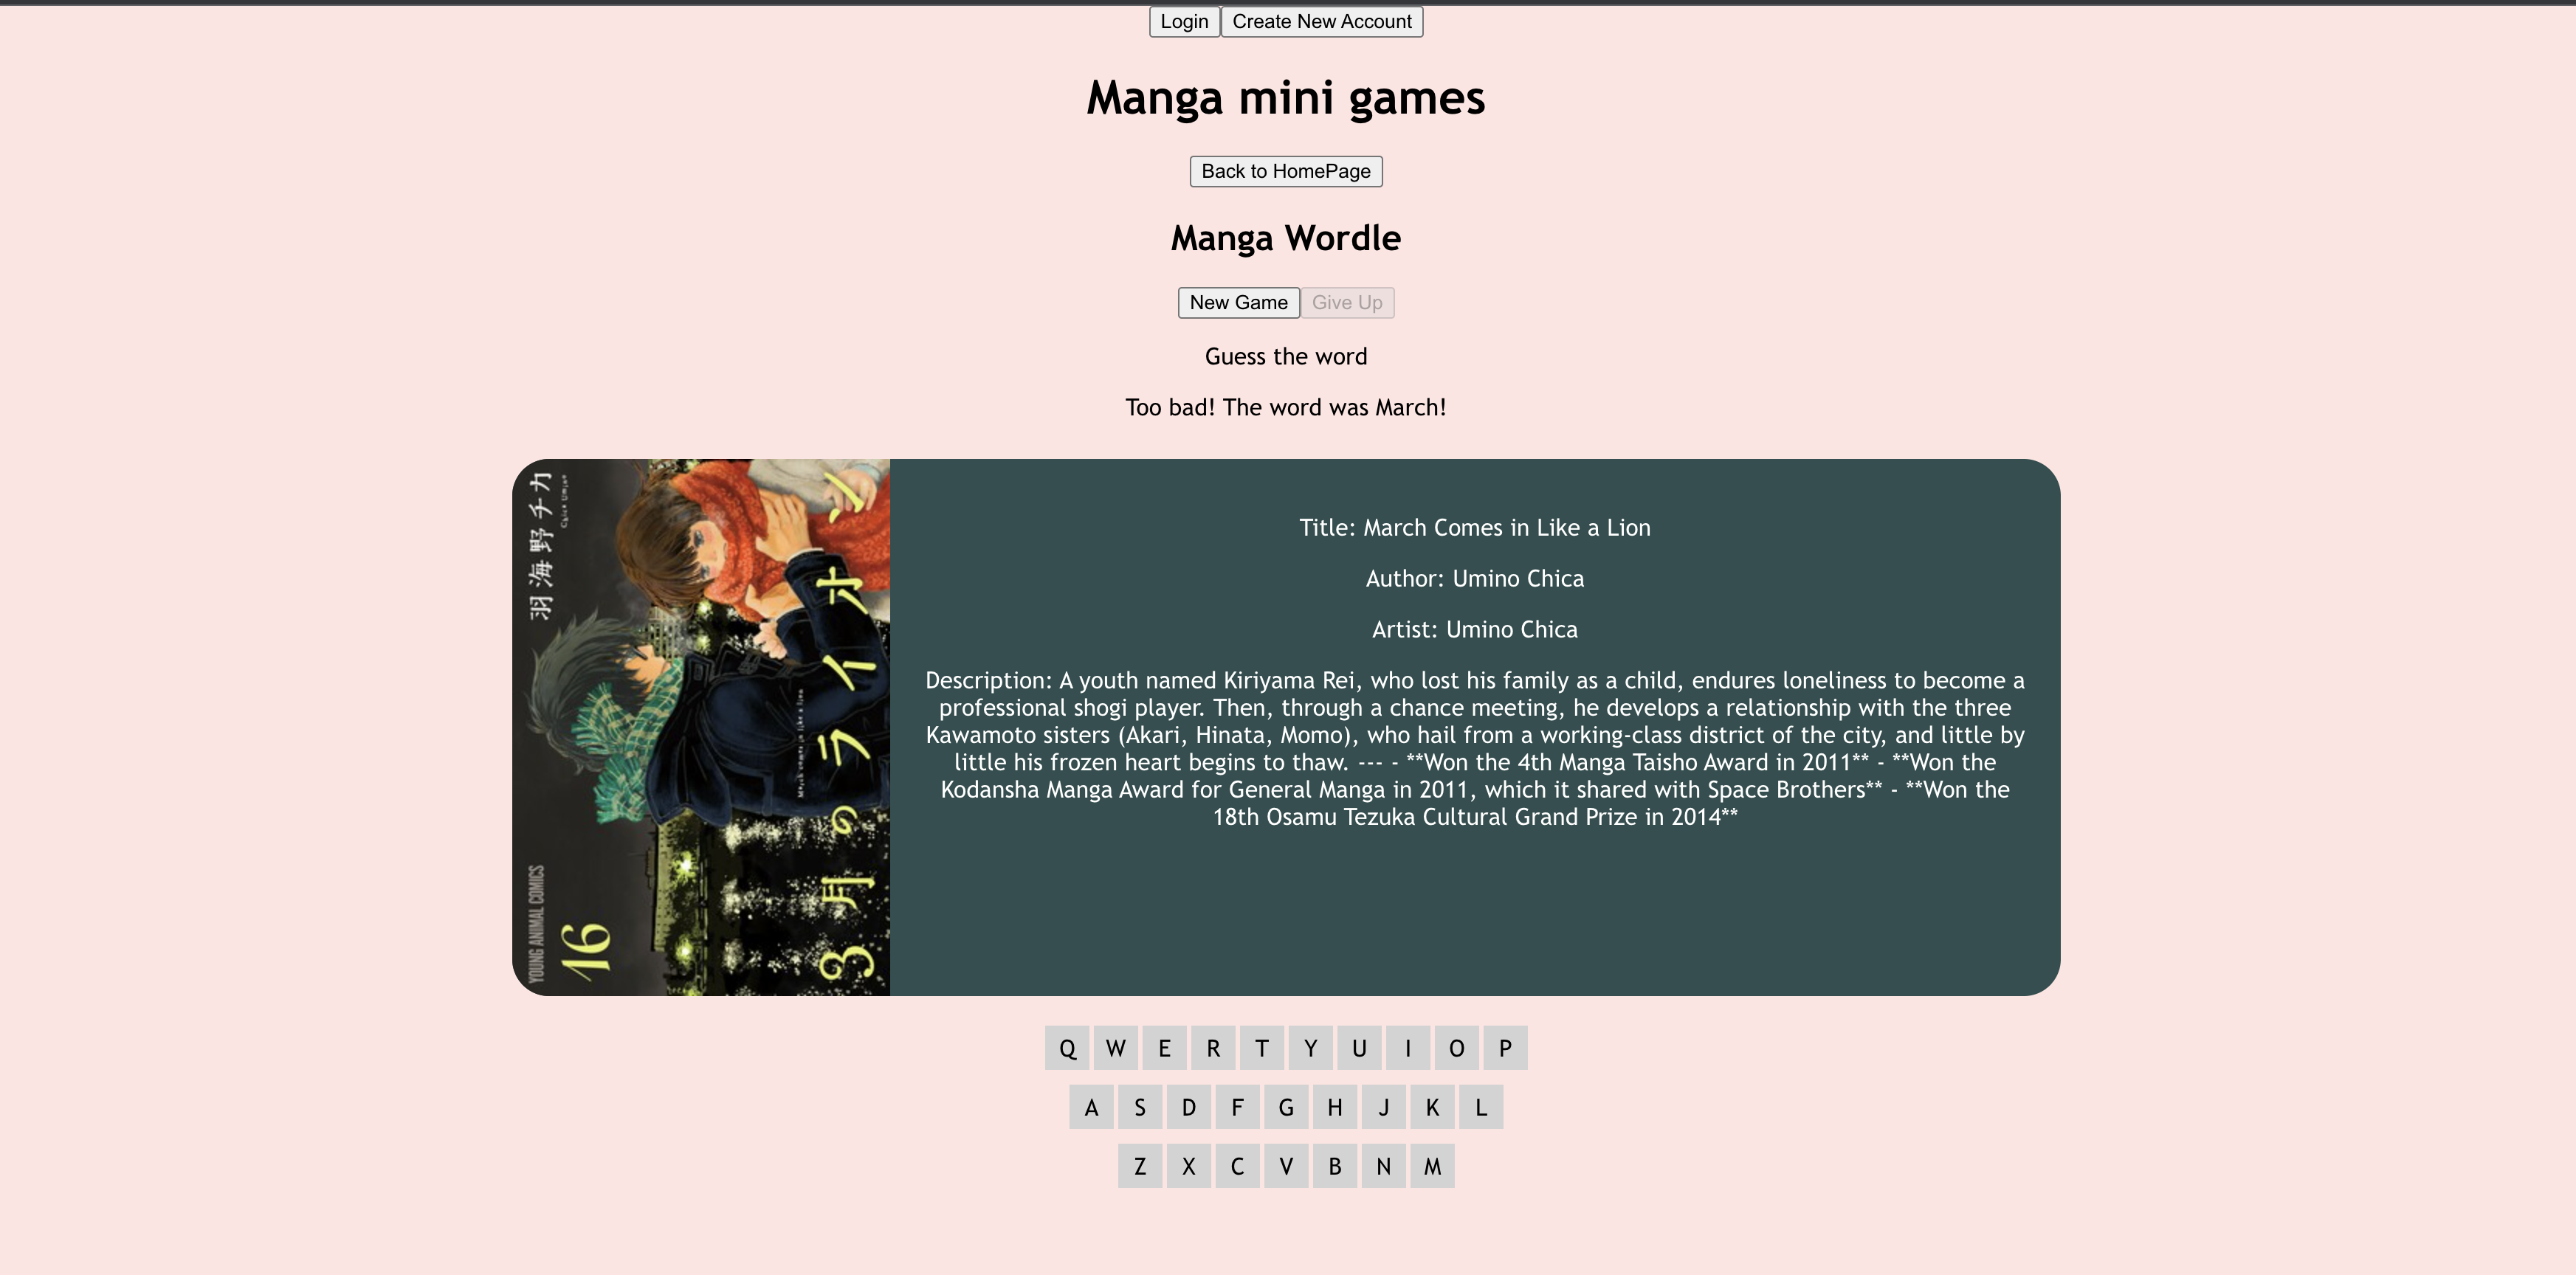 Login Create New Account
Manga mini games
Back to HomePage
Manga Wordle
New Game Give Up
Guess the word
Too bad! The word was March!
羽海野チカ
Chica Umino
3月のライオン
March comes in like a lion
YOUNG ANIMAL COMICS
16
Title: March Comes in Like a Lion
Author: Umino Chica
Artist: Umino Chica
Description: A youth named Kiriyama Rei, who lost his family as a child, endures loneliness to become a
professional shogi player. Then, through a chance meeting, he develops a relationship with the three
Kawamoto sisters (Akari, Hinata, Momo), who hail from a working-class district of the city, and little by
little his frozen heart begins to thaw. --- - **Won the 4th Manga Taisho Award in 2011** - **Won the
Kodansha Manga Award for General Manga in 2011, which it shared with Space Brothers** - **Won the
18th Osamu Tezuka Cultural Grand Prize in 2014**
Q W E R T Y U I O P
A S D F G H J K L
Z X C V B N M